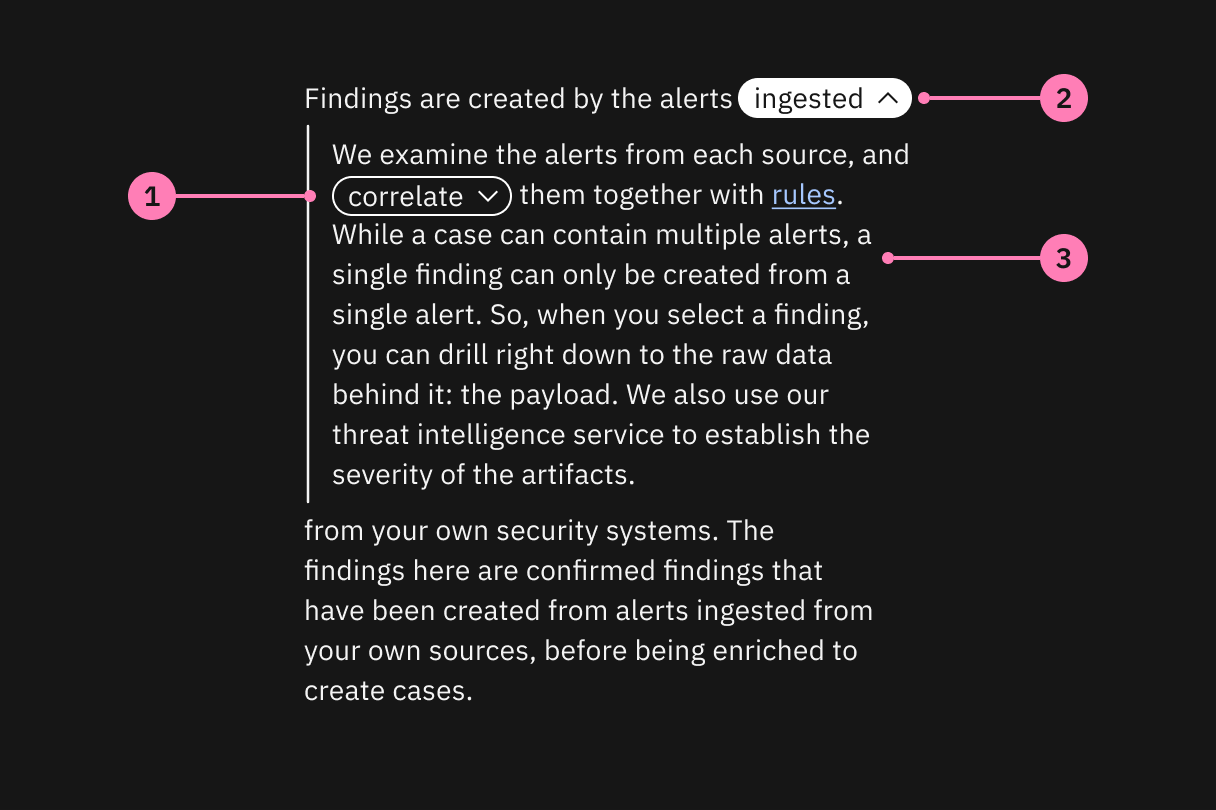 Findings are created by the alerts ingested
2
We examine the alerts from each source, and
1
correlate them together with rules.
While a case can contain multiple alerts, a
3
single finding can only be created from a
single alert. So, when you select a finding,
you can drill right down to the raw data
behind it: the payload. We also use our
threat intelligence service to establish the
severity of the artifacts.
from your own security systems. The
findings here are confirmed findings that
have been created from alerts ingested from
your own sources, before being enriched to
create cases.